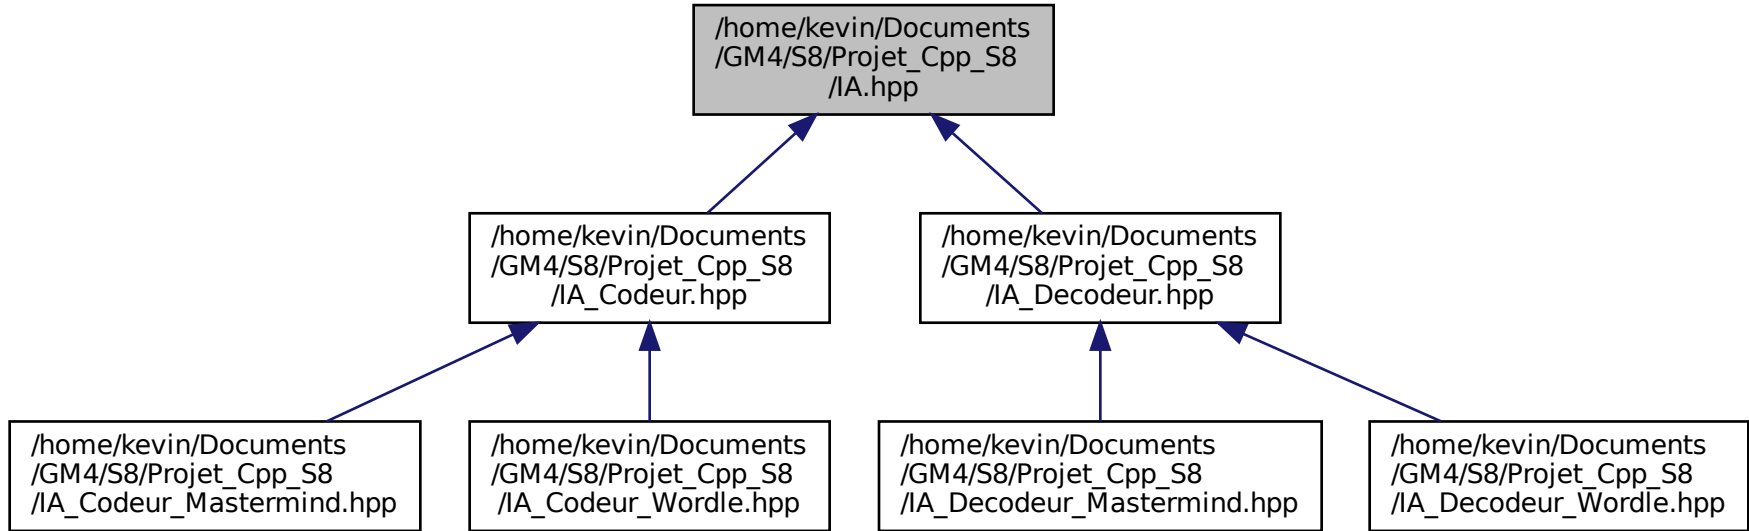 /home/kevin/Documents
/GM4/S8/Projet_Cpp_S8
/IA.hpp
/home/kevin/Documents
/GM4/S8/Projet_Cpp_S8
/IA_Codeur.hpp
/home/kevin/Documents
/GM4/S8/Projet_Cpp_S8
/IA_Decodeur.hpp
/home/kevin/Documents
/GM4/S8/Projet_Cpp_S8
/IA_Codeur_Mastermind.hpp
/home/kevin/Documents
/GM4/S8/Projet_Cpp_S8
/IA_Codeur_Wordle.hpp
/home/kevin/Documents
/GM4/S8/Projet_Cpp_S8
/IA_Decodeur_Mastermind.hpp
/home/kevin/Documents
/GM4/S8/Projet_Cpp_S8
/IA_Decodeur_Wordle.hpp